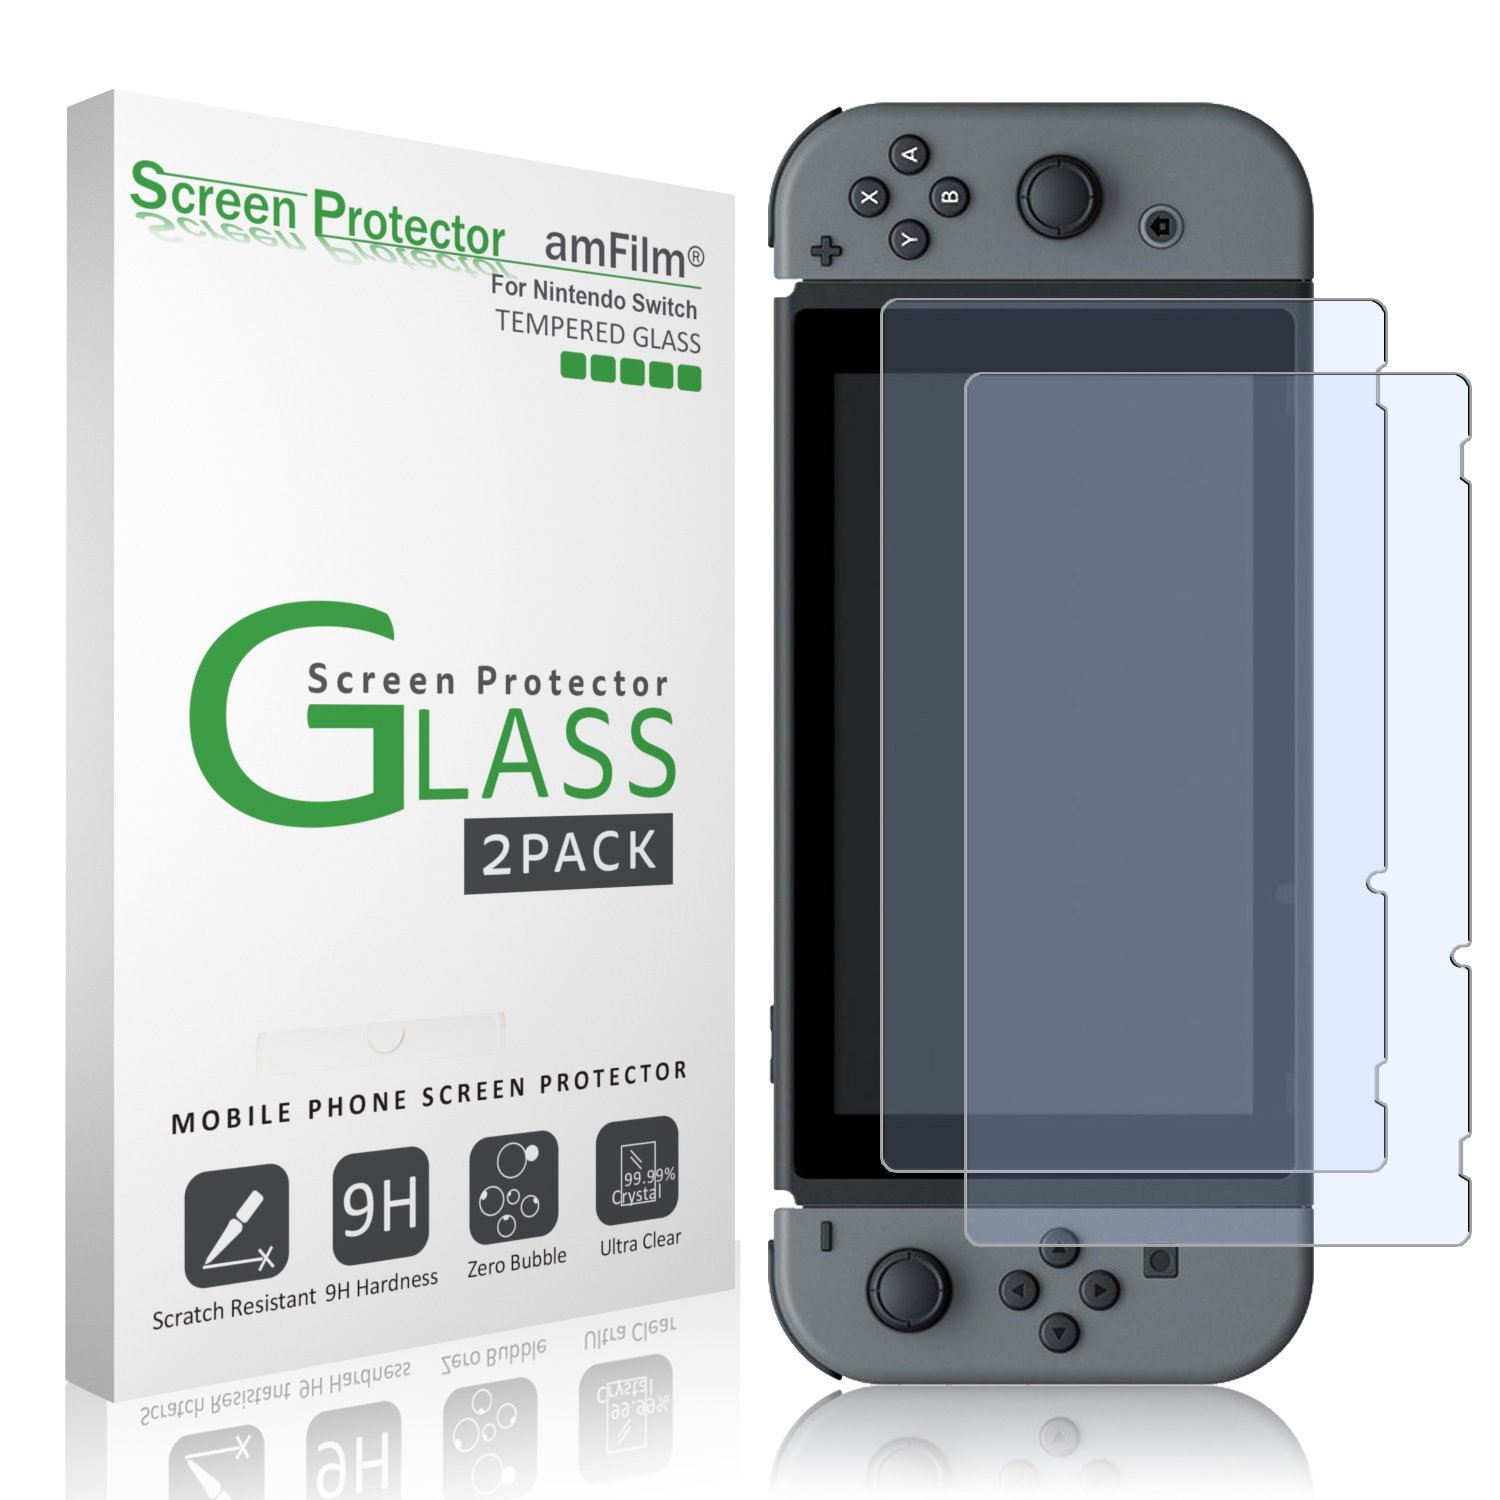 Screen Protector
amFilm®
For Nintendo Switch
TEMPERED GLASS
Screen Protector
GLASS
2PACK
MOBILE PHONE SCREEN PROTECTOR
9H
99.99%
Crystal
Scratch Resistant
9H Hardness
Zero Bubble
Ultra Clear
A
X
B
Y